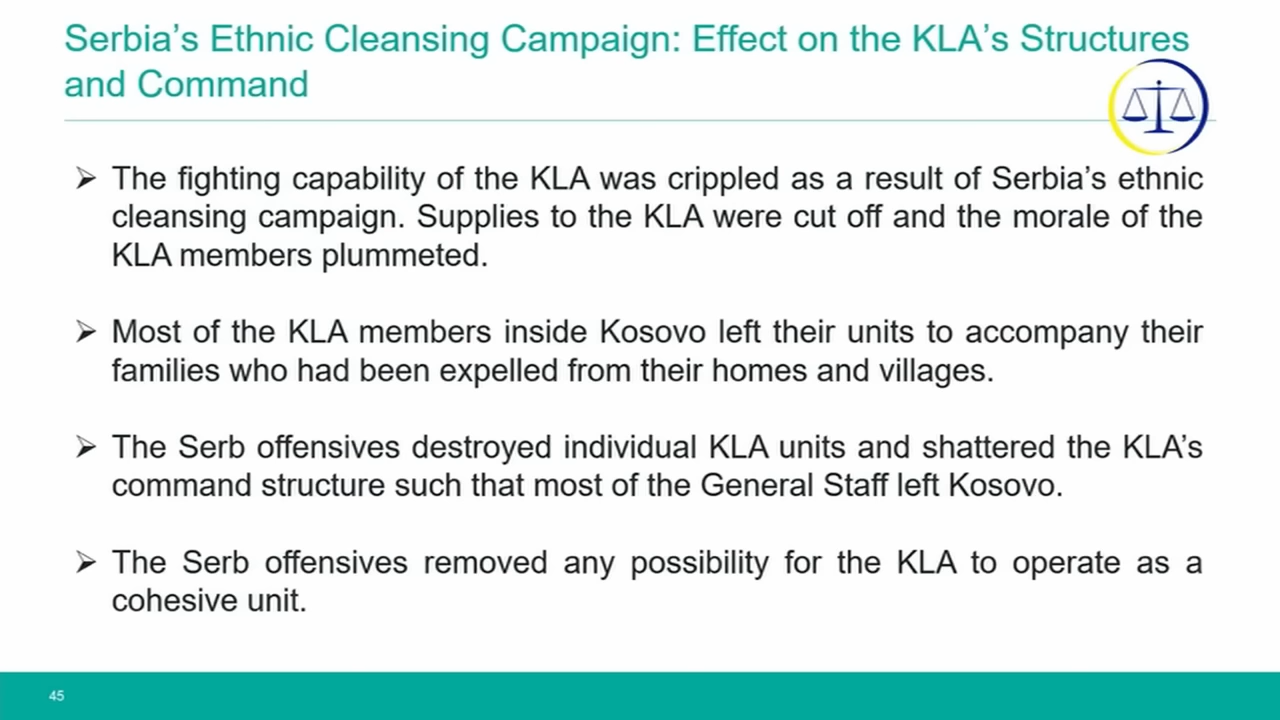 Serbia’s Ethnic Cleansing Campaign: Effect on the KLA’s Structures
and Command
➢ The fighting capability of the KLA was crippled as a result of Serbia’s ethnic
cleansing campaign. Supplies to the KLA were cut off and the morale of the
KLA members plummeted.
➢ Most of the KLA members inside Kosovo left their units to accompany their
families who had been expelled from their homes and villages.
➢ The Serb offensives destroyed individual KLA units and shattered the KLA’s
command structure such that most of the General Staff left Kosovo.
➢ The Serb offensives removed any possibility for the KLA to operate as a
cohesive unit.
45